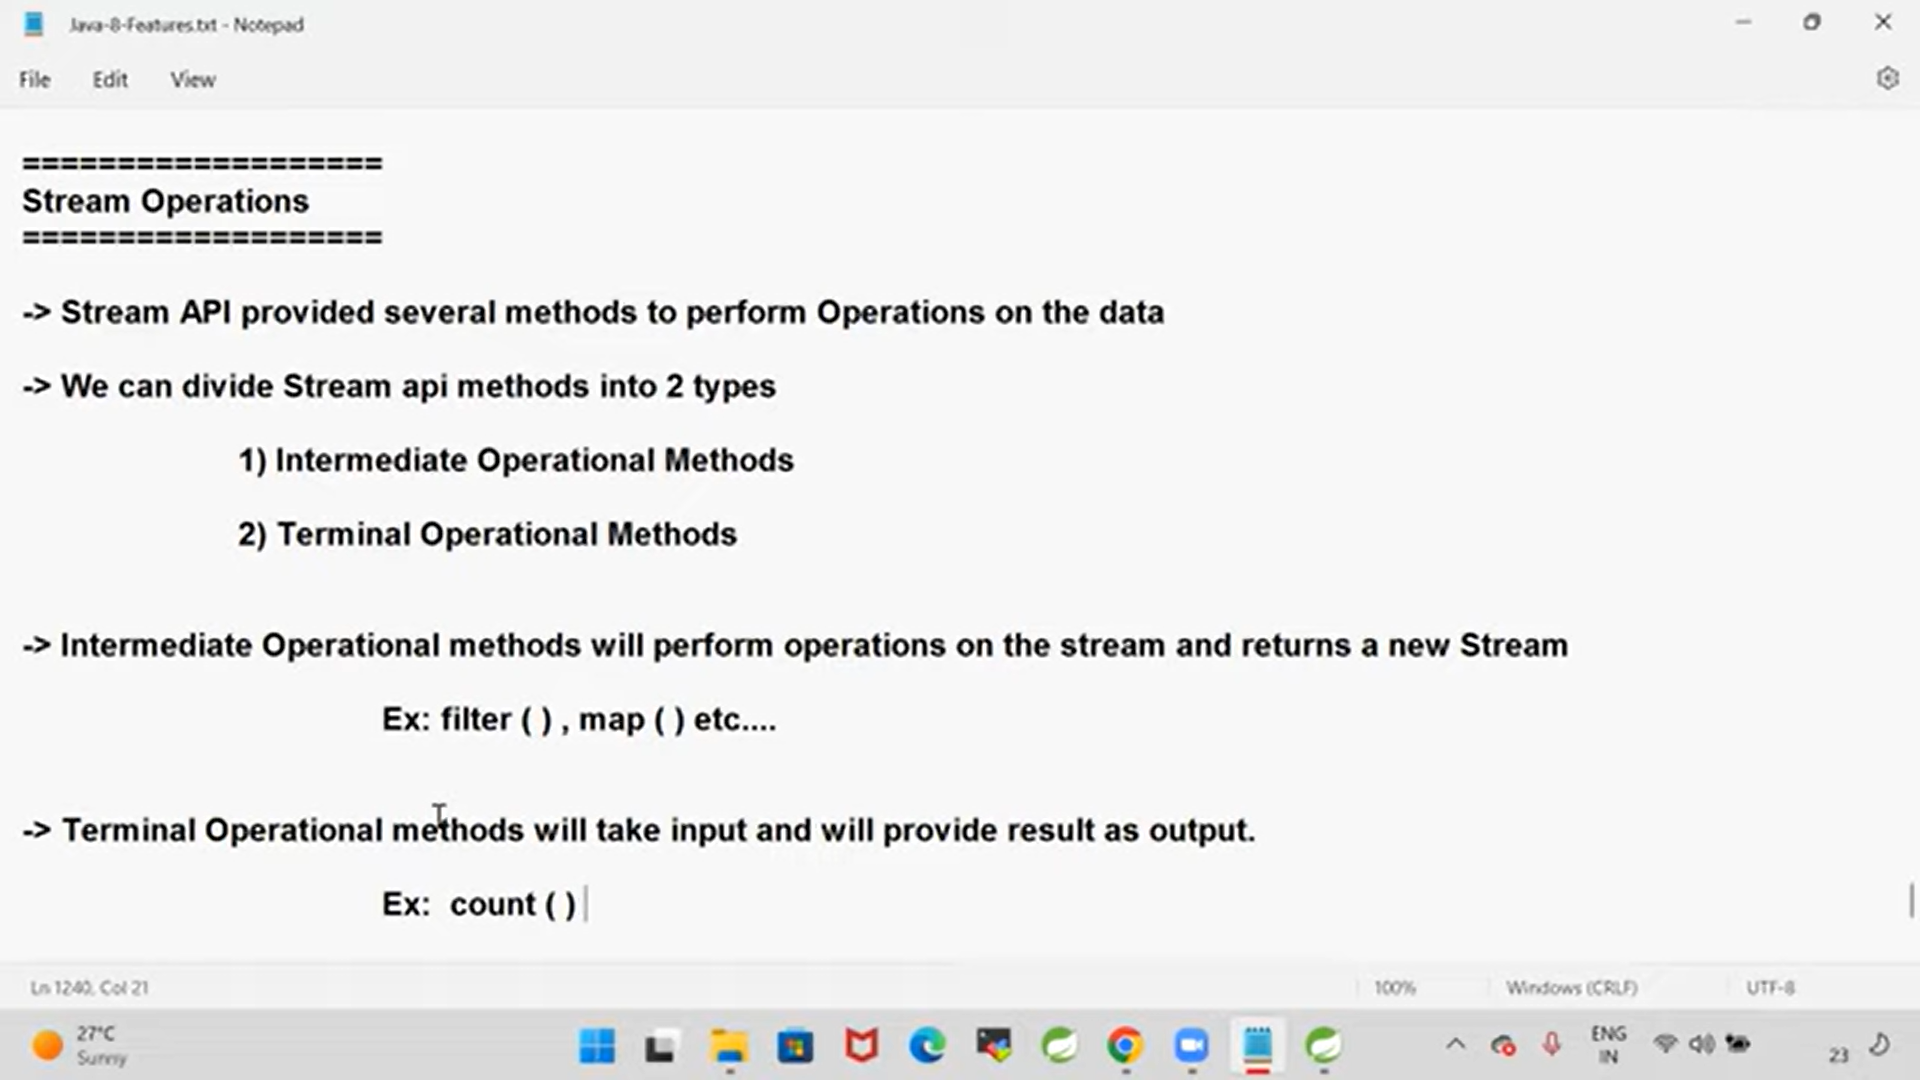 Java-8-Features.txt - Notepad
File Edit View
===================
Stream Operations
===================
-> Stream API provided several methods to perform Operations on the data
-> We can divide Stream api methods into 2 types
1) Intermediate Operational Methods
2) Terminal Operational Methods
-> Intermediate Operational methods will perform operations on the stream and returns a new Stream
Ex: filter ( ) , map ( ) etc....
-> Terminal Operational methods will take input and will provide result as output.
Ex:  count ( )
Ln 1240, Col 21 100% Windows (CRLF) UTF-8
27°C
Sunny
ENG
IN
23